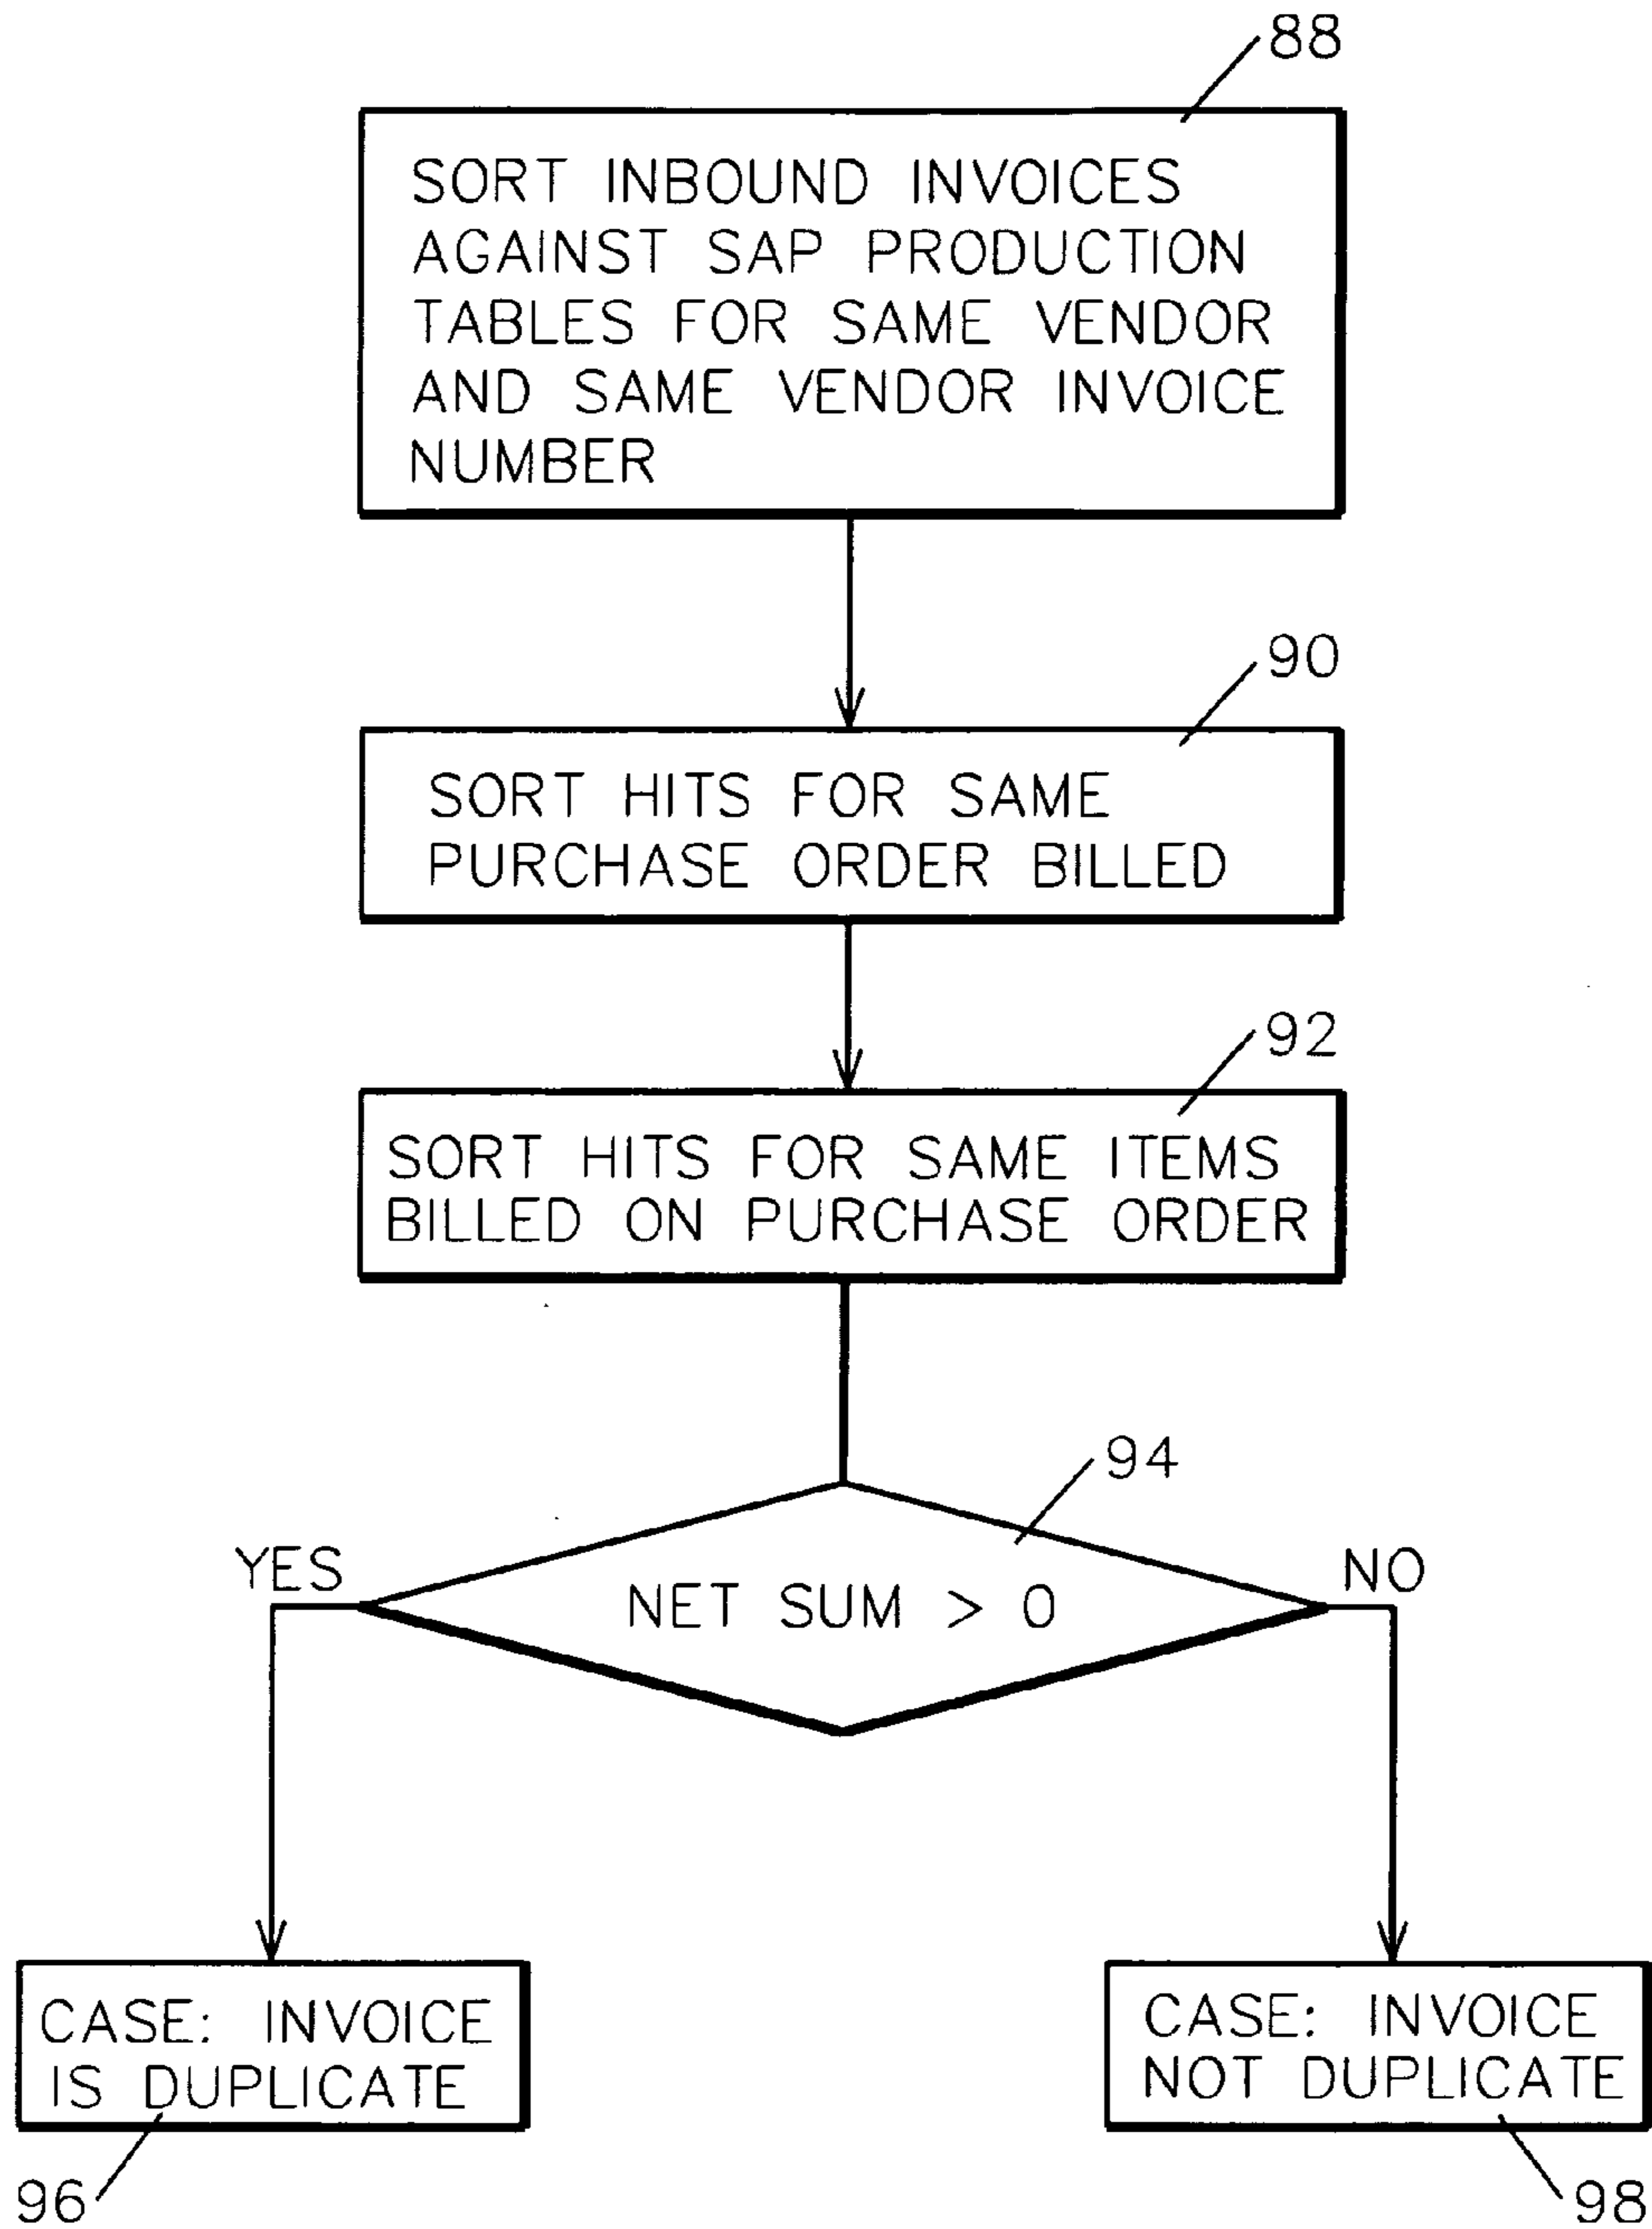 88
SORT INBOUND INVOICES
AGAINST SAP PRODUCTION
TABLES FOR SAME VENDOR
AND SAME VENDOR INVOICE
NUMBER
90
SORT HITS FOR SAME
PURCHASE ORDER BILLED
92
SORT HITS FOR SAME ITEMS
BILLED ON PURCHASE ORDER
94
YES
NET SUM > 0
NO
CASE: INVOICE
IS DUPLICATE
96
CASE: INVOICE
NOT DUPLICATE
98